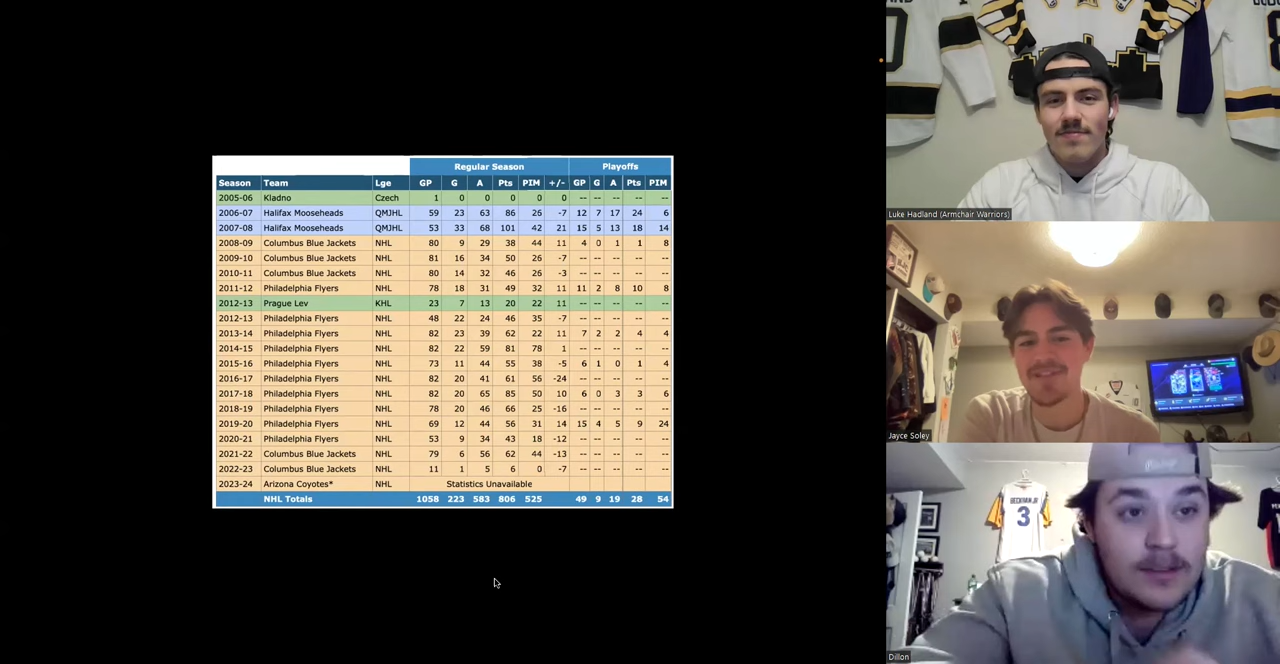 Regular Season Playoffs
Season Team Lge GP G A Pts PIM +/- GP G A Pts PIM
2005-06 Kladno Czech 1 0 0 0 0 0 -- -- -- -- --
2006-07 Halifax Mooseheads QMJHL 59 23 63 86 26 -7 12 7 17 24 6
2007-08 Halifax Mooseheads QMJHL 53 33 68 101 42 21 15 5 13 18 14
2008-09 Columbus Blue Jackets NHL 80 9 29 38 44 11 4 0 1 1 8
2009-10 Columbus Blue Jackets NHL 81 16 34 50 26 -7 -- -- -- -- --
2010-11 Columbus Blue Jackets NHL 80 14 32 46 26 -3 -- -- -- -- --
2011-12 Philadelphia Flyers NHL 78 18 31 49 32 11 11 2 8 10 8
2012-13 Prague Lev KHL 23 7 13 20 22 11 -- -- -- -- --
2012-13 Philadelphia Flyers NHL 48 22 24 46 35 -7 -- -- -- -- --
2013-14 Philadelphia Flyers NHL 82 23 39 62 22 11 7 2 2 4 4
2014-15 Philadelphia Flyers NHL 82 22 59 81 78 1 -- -- -- -- --
2015-16 Philadelphia Flyers NHL 73 11 44 55 38 -5 6 1 0 1 4
2016-17 Philadelphia Flyers NHL 82 20 41 61 56 -24 -- -- -- -- --
2017-18 Philadelphia Flyers NHL 82 20 65 85 50 10 6 0 3 3 6
2018-19 Philadelphia Flyers NHL 78 20 46 66 25 -16 -- -- -- -- --
2019-20 Philadelphia Flyers NHL 69 12 44 56 31 14 15 4 5 9 24
2020-21 Philadelphia Flyers NHL 53 9 34 43 18 -12 -- -- -- -- --
2021-22 Columbus Blue Jackets NHL 79 6 56 62 44 -13 -- -- -- -- --
2022-23 Columbus Blue Jackets NHL 11 1 5 6 0 -7 -- -- -- -- --
2023-24 Arizona Coyotes* NHL Statistics Unavailable
NHL Totals 1058 223 583 806 525 49 9 19 28 54
Luke Hadland (Armchair Warriors)
Jayce Soley
BECKHAM JR
3
Dillon